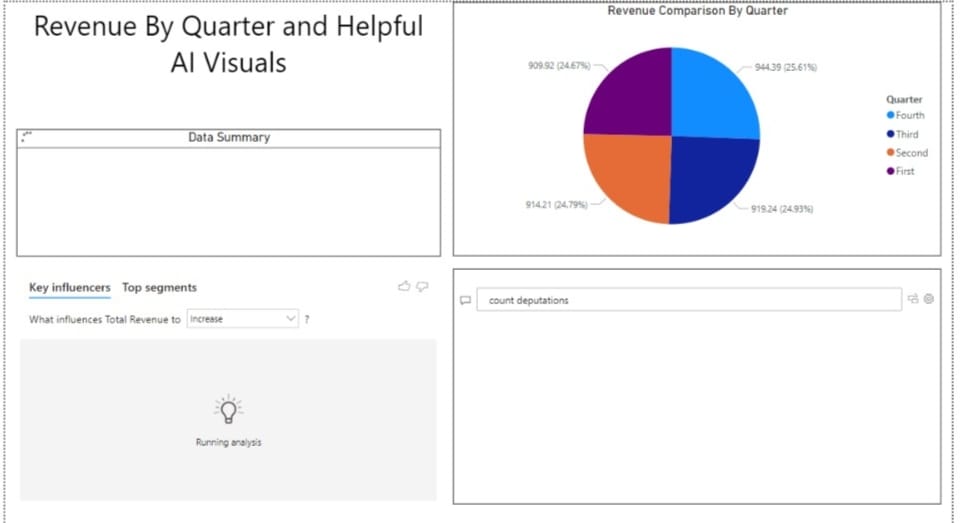 Revenue By Quarter and Helpful
AI Visuals
Data Summary
Key influencers Top segments
What influences Total Revenue to Increase ?
Running analysis
Revenue Comparison By Quarter
909.92 (24.67%)
944.39 (25.61%)
914.21 (24.79%)
919.24 (24.93%)
Quarter
Fourth
Third
Second
First
count deputations